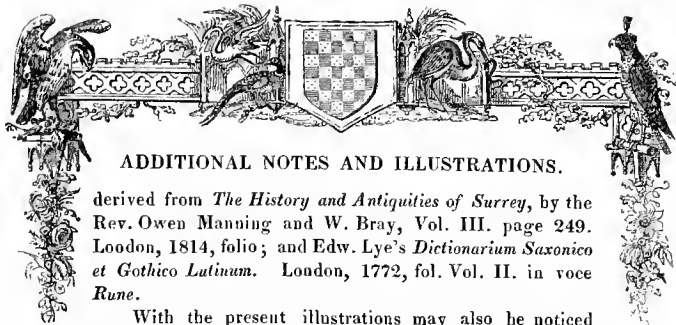 ADDITIONAL NOTES AND ILLUSTRATIONS.
derived from The History and Antiquities of Surrey, by the
Rev. Owen Manning and W. Bray, Vol. III. page 249.
London, 1814, folio; and Edw. Lye's Dictionarium Saxonico
et Gothico Latinum. London, 1772, fol. Vol. II. in voce
Rune.
With the present illustrations may also be noticed